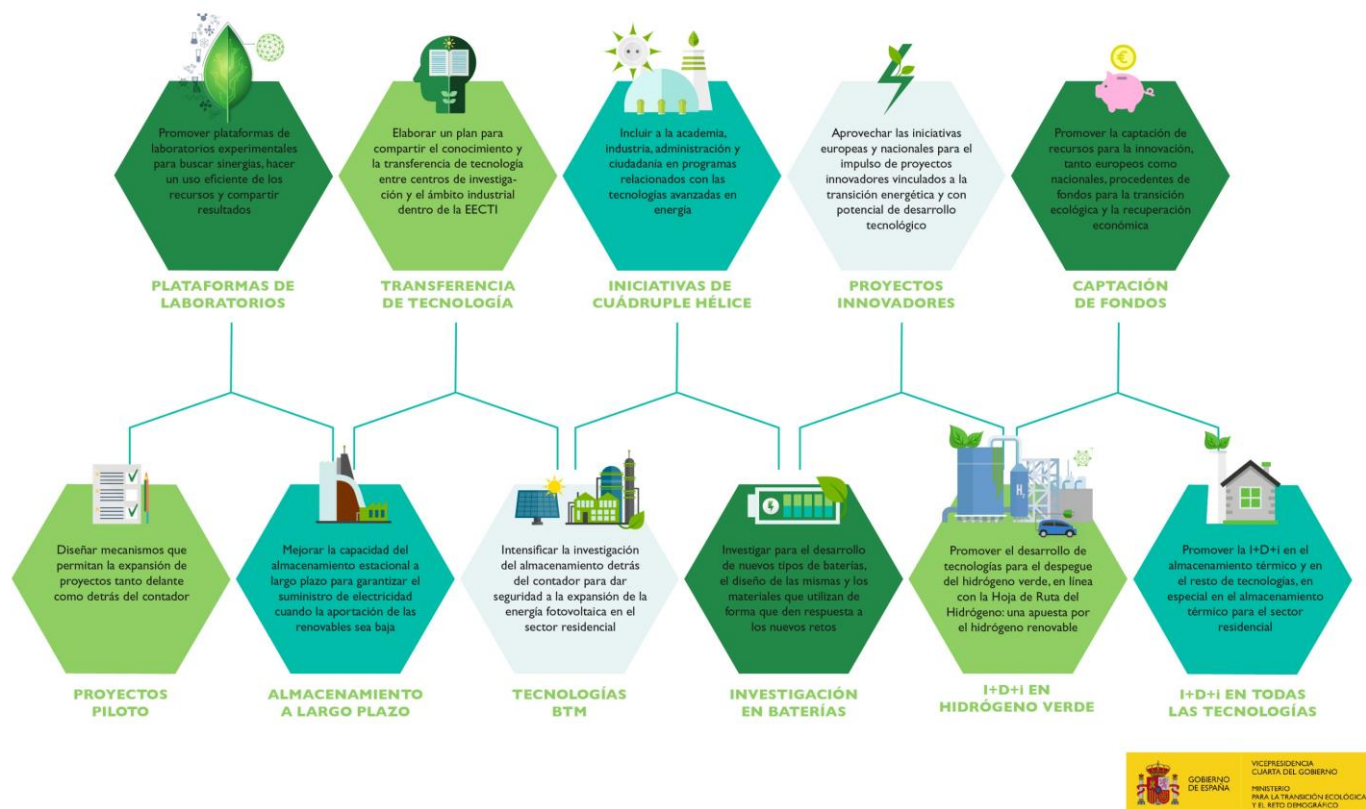 Promover plataformas de
laboratorios experimentales
para buscar sinergias, hacer
un uso eficiente de los
recursos y compartir
resultados
PLATAFORMAS DE
LABORATORIOS
Elaborar un plan para
compartir el conocimiento y
la transferencia de tecnología
entre centros de investiga-
ción y el ámbito industrial
dentro de la EECTI
TRANSFERENCIA
DE TECNOLOGÍA
Incluir a la academia,
industria, administración y
ciudadanía en programas
relacionados con las
tecnologías avanzadas en
energía
INICIATIVAS DE
CUÁDRUPLE HÉLICE
Aprovechar las iniciativas
europeas y nacionales para el
impulso de proyectos
innovadores vinculados a la
transición energética y con
potencial de desarrollo
tecnológico
PROYECTOS
INNOVADORES
€
Promover la captación de
recursos para la innovación,
tanto europeos como
nacionales, procedentes de
fondos para la transición
ecológica y la recuperación
económica
CAPTACIÓN
DE FONDOS
Diseñar mecanismos que
permitan la expansión de
proyectos tanto delante
como detrás del contador
PROYECTOS
PILOTO
Mejorar la capacidad del
almacenamiento estacional a
largo plazo para garantizar el
suministro de electricidad
cuando la aportación de las
renovables sea baja
ALMACENAMIENTO
A LARGO PLAZO
Intensificar la investigación
del almacenamiento detrás
del contador para dar
seguridad a la expansión de la
energía fotovoltaica en el
sector residencial
TECNOLOGÍAS
BTM
Investigar para el desarrollo
de nuevos tipos de baterías,
el diseño de las mismas y los
materiales que utilizan de
forma que den respuesta a
los nuevos retos
INVESTIGACIÓN
EN BATERÍAS
H2
Promover el desarrollo de
tecnologías para el despegue
del hidrógeno verde, en línea
con la Hoja de Ruta del
Hidrógeno: una apuesta por
el hidrógeno renovable
I+D+i EN
HIDRÓGENO VERDE
Promover la I+D+i en el
almacenamiento térmico y en
el resto de tecnologías, en
especial en el almacenamiento
térmico para el sector
residencial
I+D+i EN TODAS
LAS TECNOLOGÍAS
GOBIERNO
DE ESPAÑA
VICEPRESIDENCIA
CUARTA DEL GOBIERNO
MINISTERIO
PARA LA TRANSICIÓN ECOLÓGICA
Y EL RETO DEMOGRÁFICO